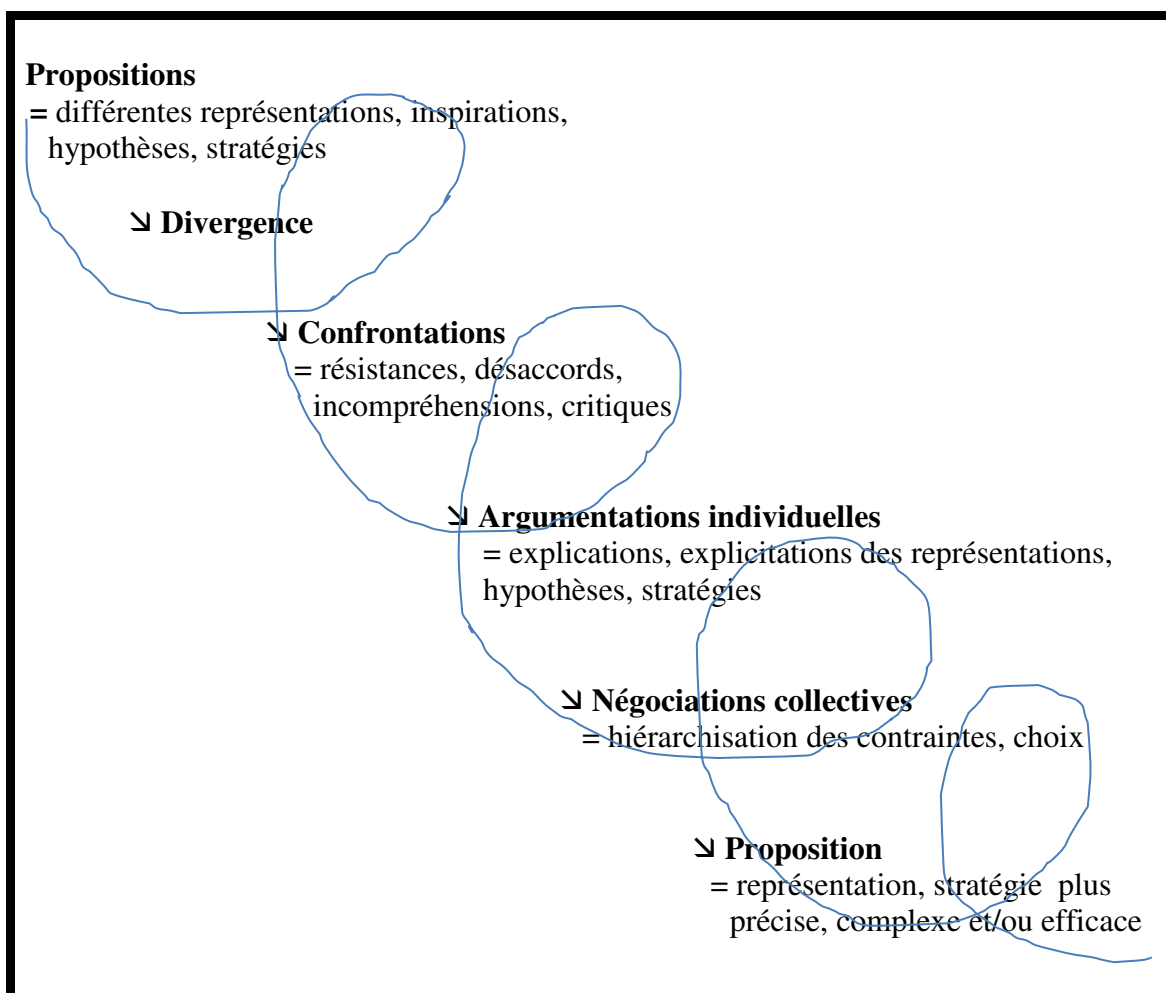 Propositions
= différentes représentations, inspirations,
hypothèses, stratégies
↘ Divergence
↘ Confrontations
= résistances, désaccords,
incompréhensions, critiques
↘ Argumentations individuelles
= explications, explicitations des représentations,
hypothèses, stratégies
↘ Négociations collectives
= hiérarchisation des contraintes, choix
↘ Proposition
= représentation, stratégie plus
précise, complexe et/ou efficace